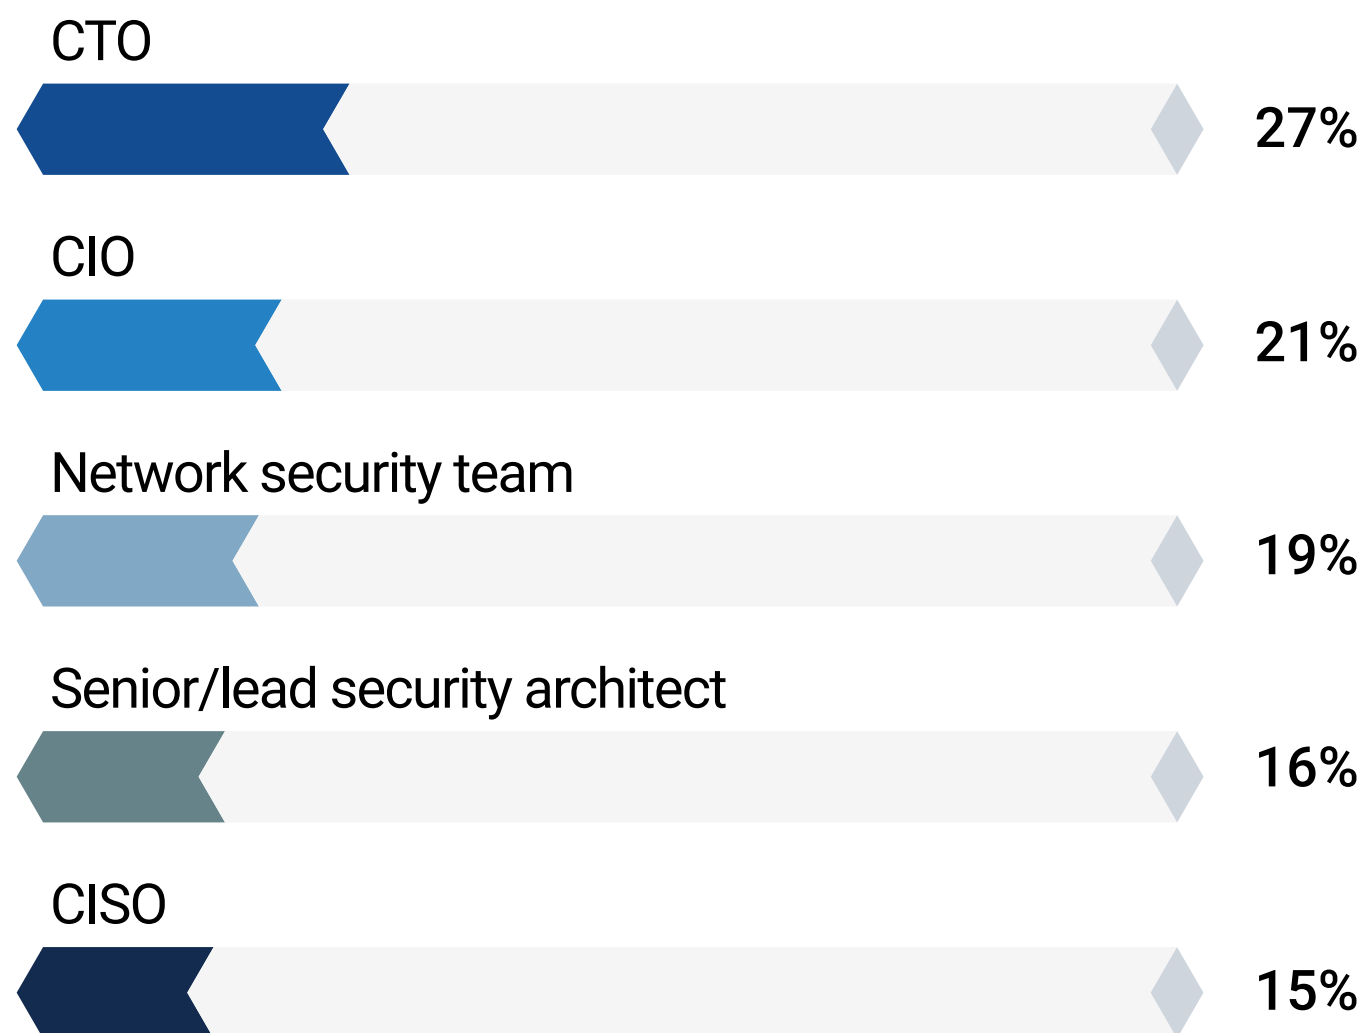 CTO
27%
CIO
21%
Network security team
19%
Senior/lead security architect
16%
CISO
15%